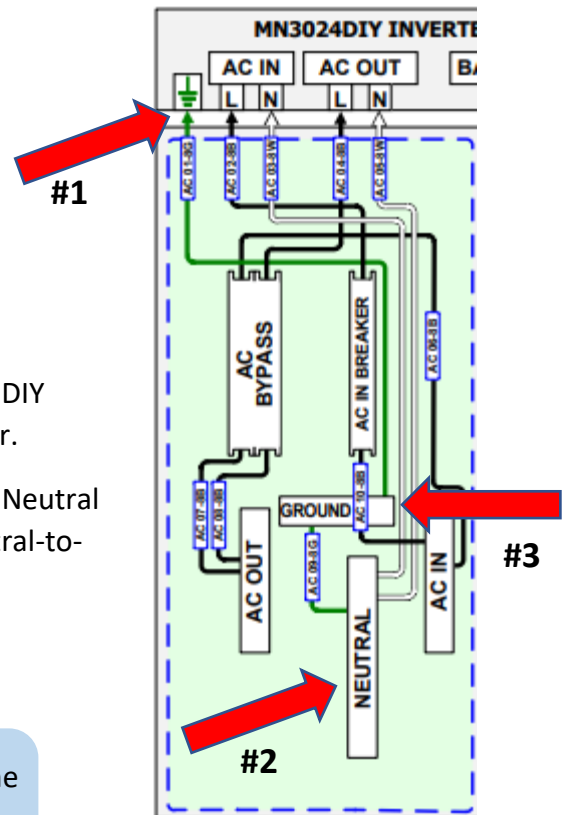 MN3024DIY INVERTE
AC IN
AC OUT
BA
L
N
L
N
AC 01-8G
AC 02-8B
AC 03-8W
AC 04-8B
AC 05-8W
#1
AC BYPASS
AC IN BREAKER
AC 06-8B
DIY
r.
Neutral
tral-to-
AC 07-8B
AC 08-8B
GROUND
AC 10-8B
#3
AC 09-8G
AC OUT
NEUTRAL
AC IN
#2
ne